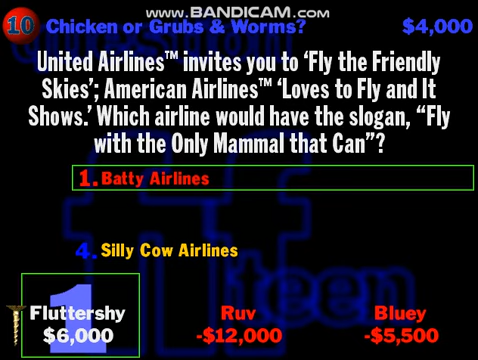 www.BANDICAM.com
10 Chicken or Grubs & Worms? $4,000
United Airlines™ invites you to ‘Fly the Friendly
Skies’; American Airlines™ ‘Loves to Fly and It
Shows.’ Which airline would have the slogan, “Fly
with the Only Mammal that Can”?
1. Batty Airlines
4. Silly Cow Airlines
1
Fluttershy Ruv Bluey
$6,000 -$12,000 -$5,500